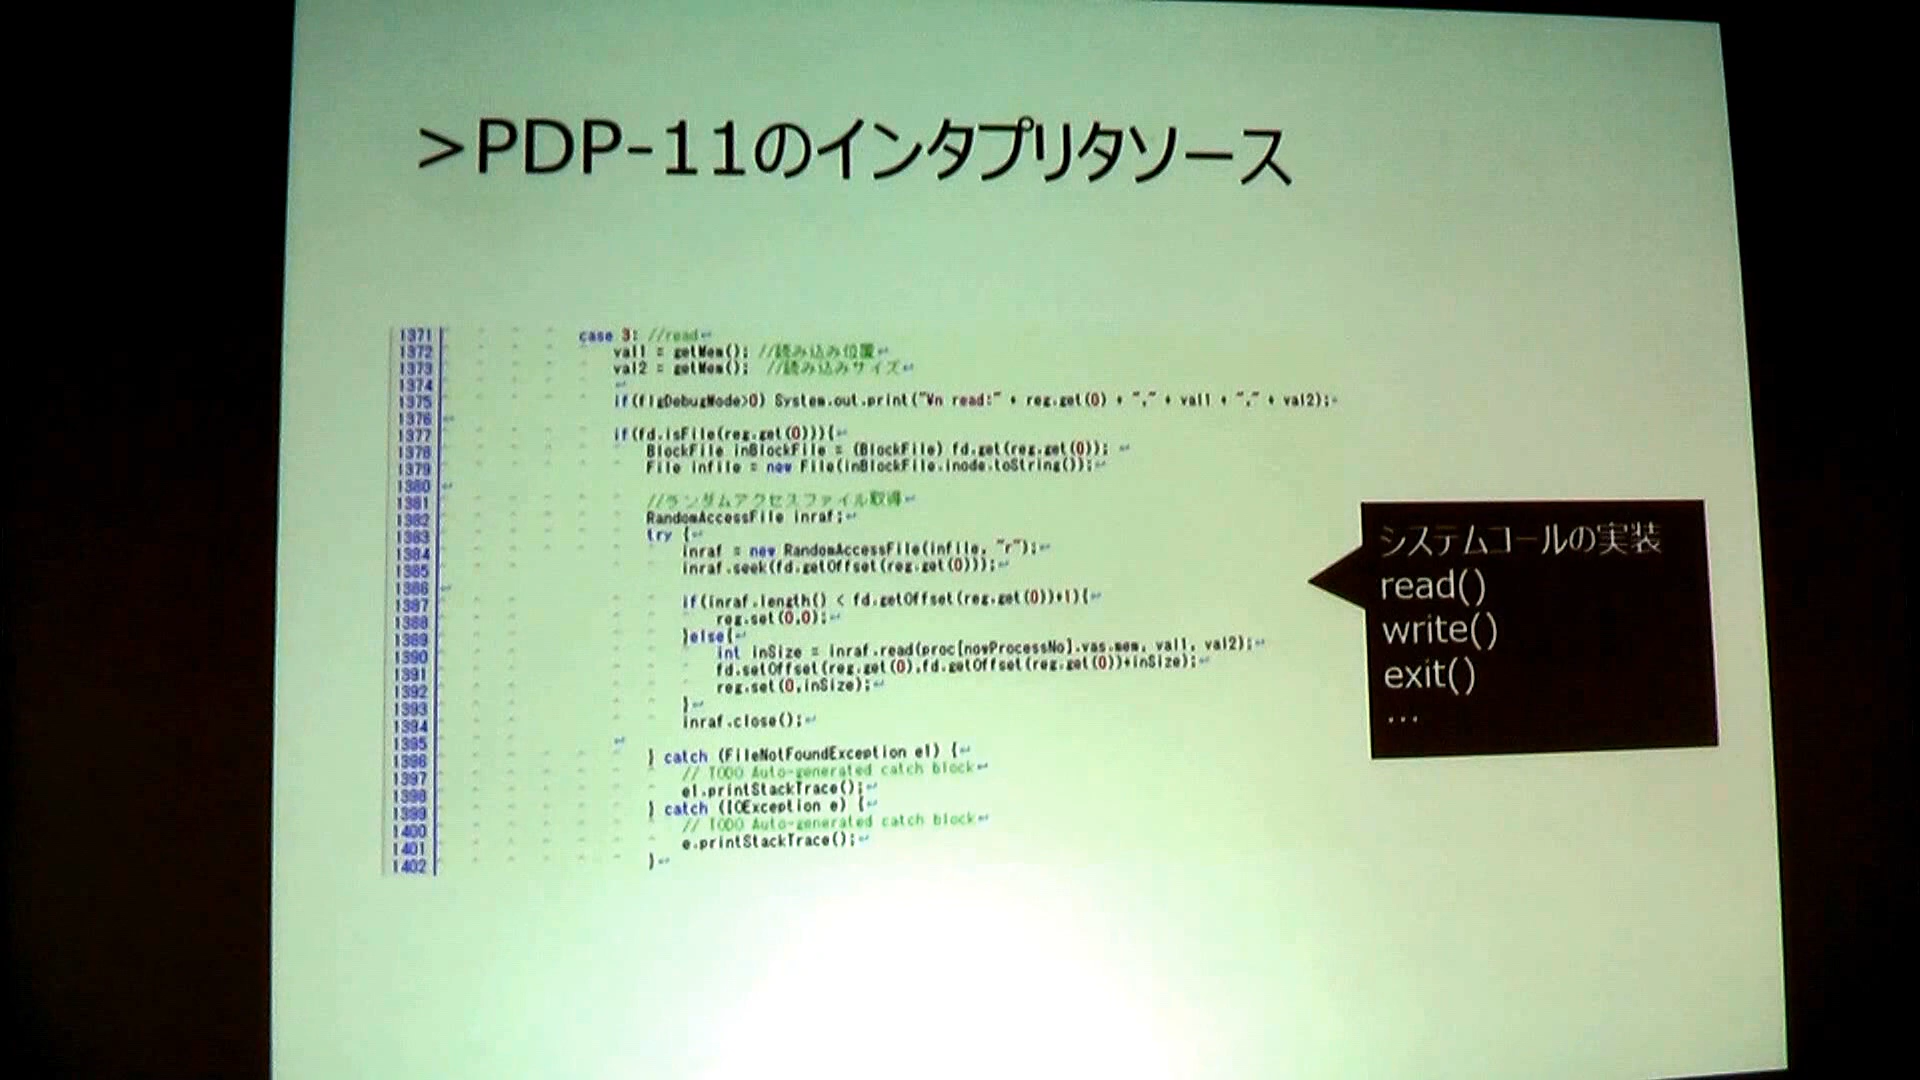 >PDP-11のインタプリタソース
1371 case 3: //read
1372 val1 = getMem(); //読み込み位置
1373 val2 = getMem(); //読み込みサイズ
1374
1375 if(flgDebugMode>0) System.out.print("\n read:" + reg.get(0) + "," + val1 + "," + val2);
1376
1377 if(fd.isFile(reg.get(0))){
1378 BlockFile inBlockFile = (BlockFile) fd.get(reg.get(0));
1379 File infile = new File(inBlockFile.inode.toString());
1380
1381 //ランダムアクセスファイル取得
1382 RandomAccessFile inraf;
1383 try {
1384 inraf = new RandomAccessFile(infile, "r");
1385 inraf.seek(fd.getOffset(reg.get(0)));
1386
1387 if(inraf.length() < fd.getOffset(reg.get(0))+1){
1388 reg.set(0,0);
1389 }else{
1390 int inSize = inraf.read(proc[nowProcessNo].vas.mem, val1, val2);
1391 fd.setOffset(reg.get(0),fd.getOffset(reg.get(0))+inSize);
1392 reg.set(0,inSize);
1393 }
1394 inraf.close();
1395
1396 } catch (FileNotFoundException e1) {
1397 // TODO Auto-generated catch block
1398 e1.printStackTrace();
1399 } catch (IOException e) {
1400 // TODO Auto-generated catch block
1401 e.printStackTrace();
1402 }
システムコールの実装
read()
write()
exit()
...